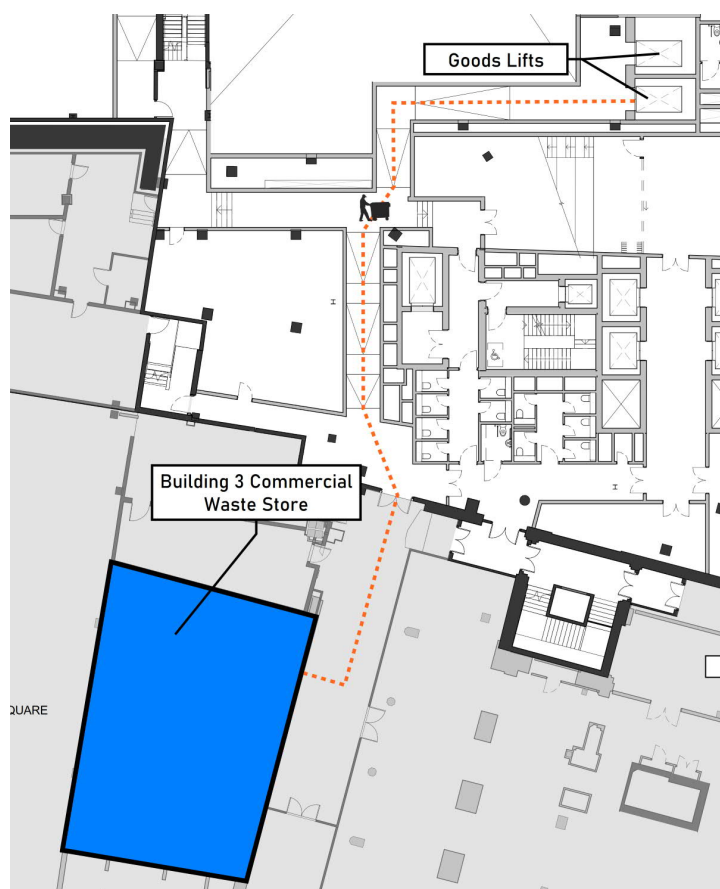 Goods Lifts
Building 3 Commercial
Waste Store
QUARE
H
H